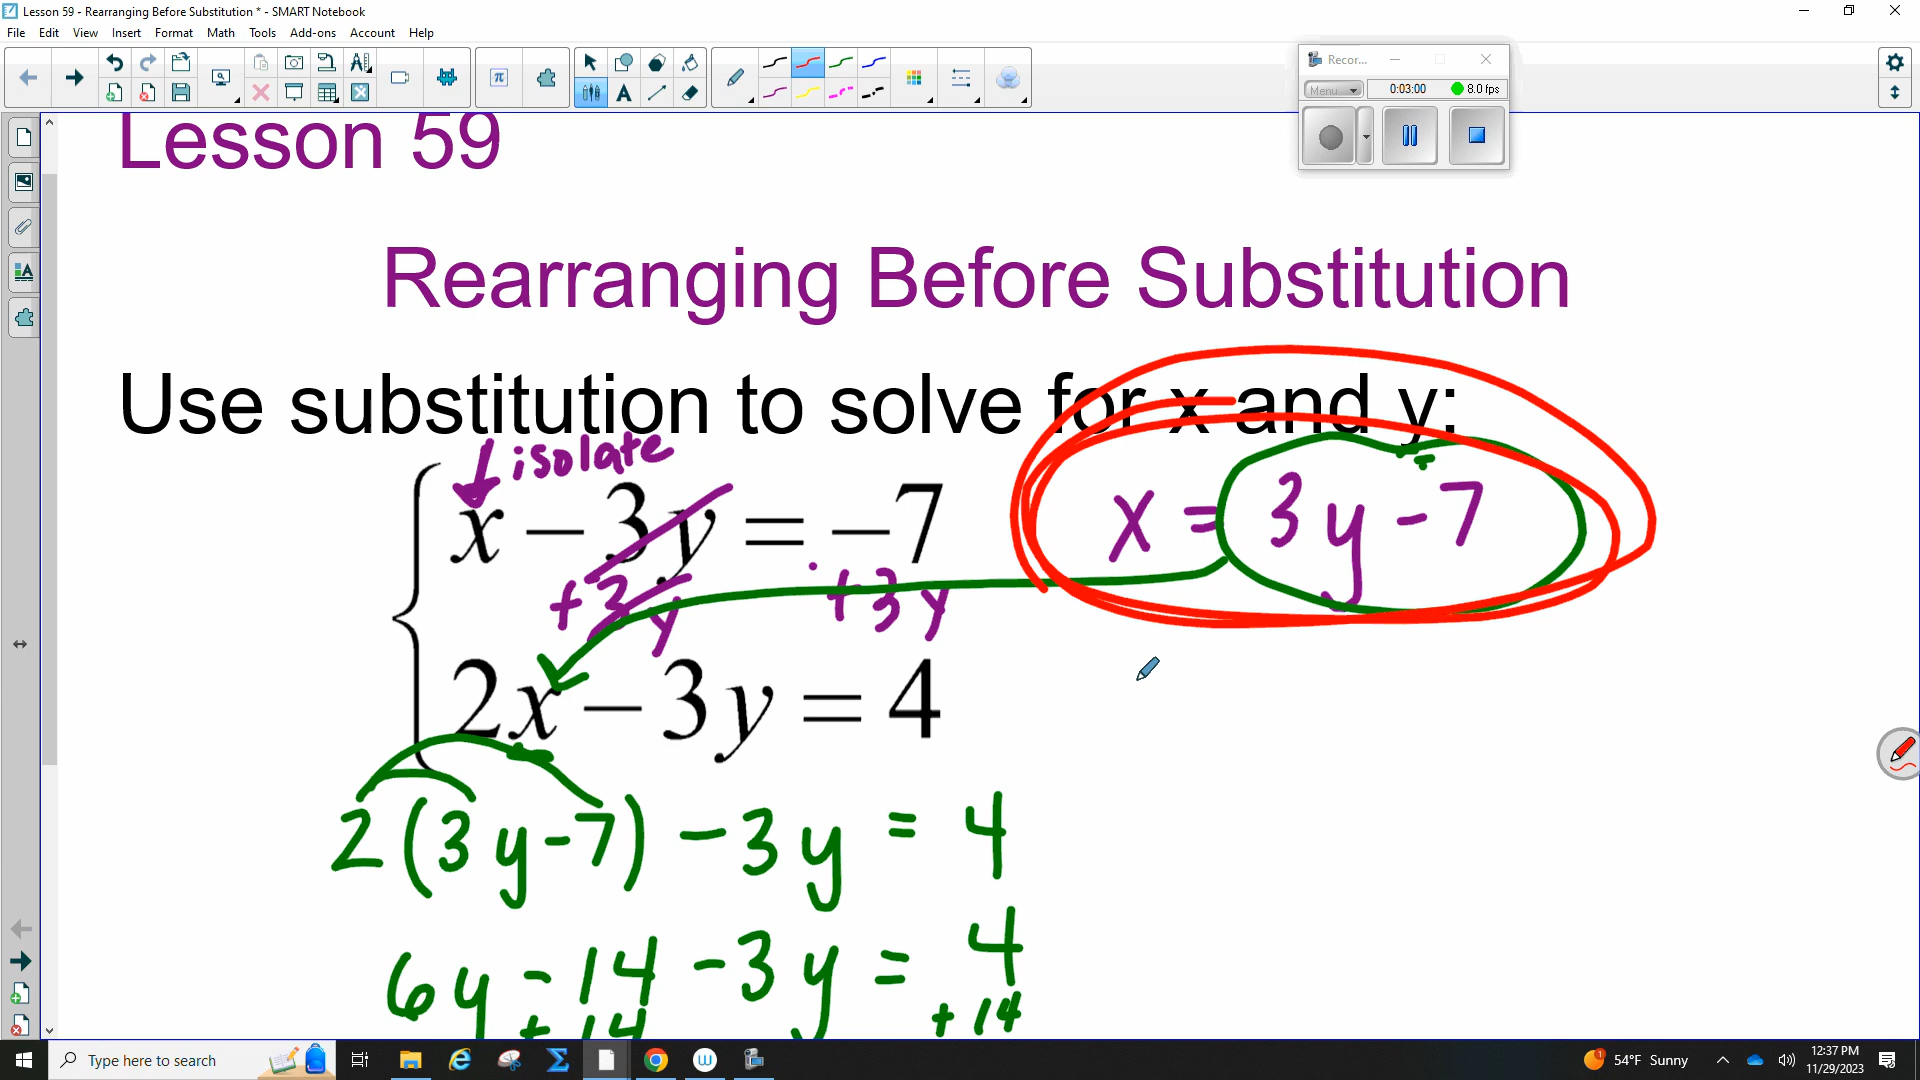 Lesson 59 - Rearranging Before Substitution * - SMART Notebook
File Edit View Insert Format Math Tools Add-ons Help
Recor...
Menu 0:03:00 8.0 fps
Lesson 59
Rearranging Before Substitution
Use substitution to solve for x and y:
isolate
x – 3y = –7
x = 3y - 7
+3y +3y
2x – 3y = 4
2(3y-7) - 3y = 4
6y - 14 - 3y = 4
+14 +14
Type here to search
54°F Sunny
12:37 PM
11/29/2023